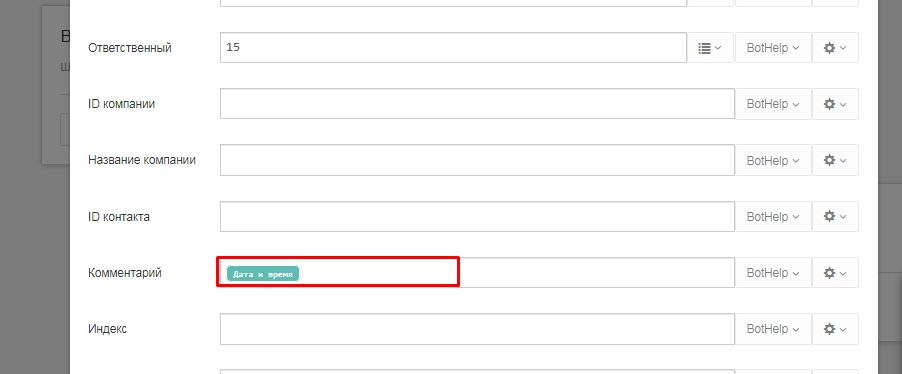 Ответственный 15 BotHelp
ID компании BotHelp
Название компании BotHelp
ID контакта BotHelp
Комментарий Дата и время BotHelp
Индекс BotHelp